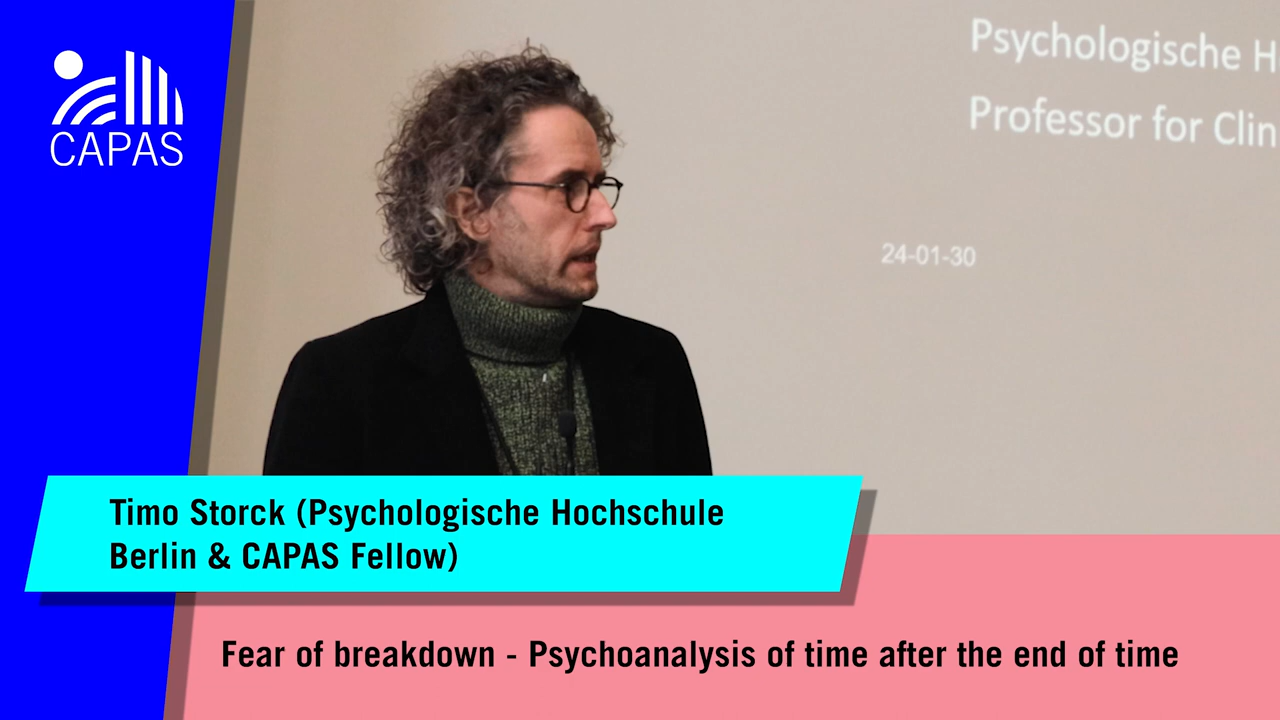 CAPAS
Psychologische H
Professor for Clin
24-01-30
Timo Storck (Psychologische Hochschule
Berlin & CAPAS Fellow)
Fear of breakdown - Psychoanalysis of time after the end of time